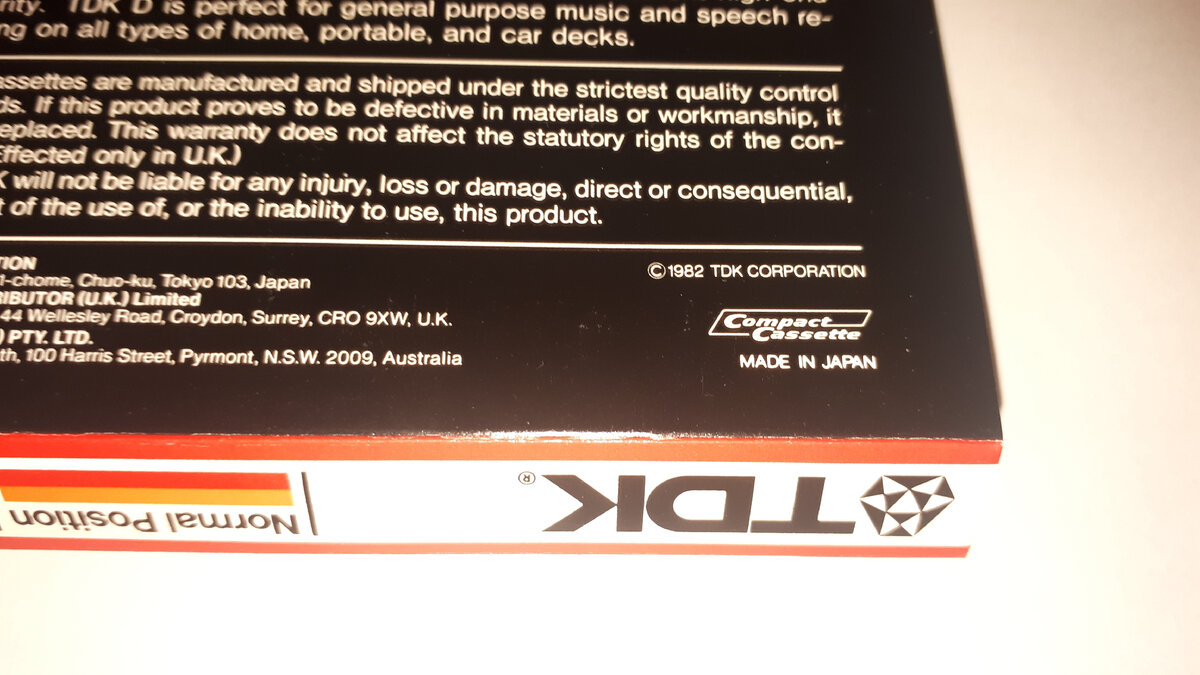 rity. TDK D is perfect for general purpose music and speech re-
ng on all types of home, portable, and car decks.
assettes are manufactured and shipped under the strictest quality control
ds. If this product proves to be defective in materials or workmanship, it
eplaced. This warranty does not affect the statutory rights of the con-
Effected only in U.K.)
K will not be liable for any injury, loss or damage, direct or consequential,
t of the use of, or the inability to use, this product.
TION
1-chome, Chuo-ku, Tokyo 103, Japan
RIBUTOR (U.K.) Limited
44 Wellesley Road, Croydon, Surrey, CRO 9XW, U.K.
) PTY. LTD.
th, 100 Harris Street, Pyrmont, N.S.W. 2009, Australia
©1982 TDK CORPORATION
Compact
Cassette
MADE IN JAPAN
TDK®
Normal Position